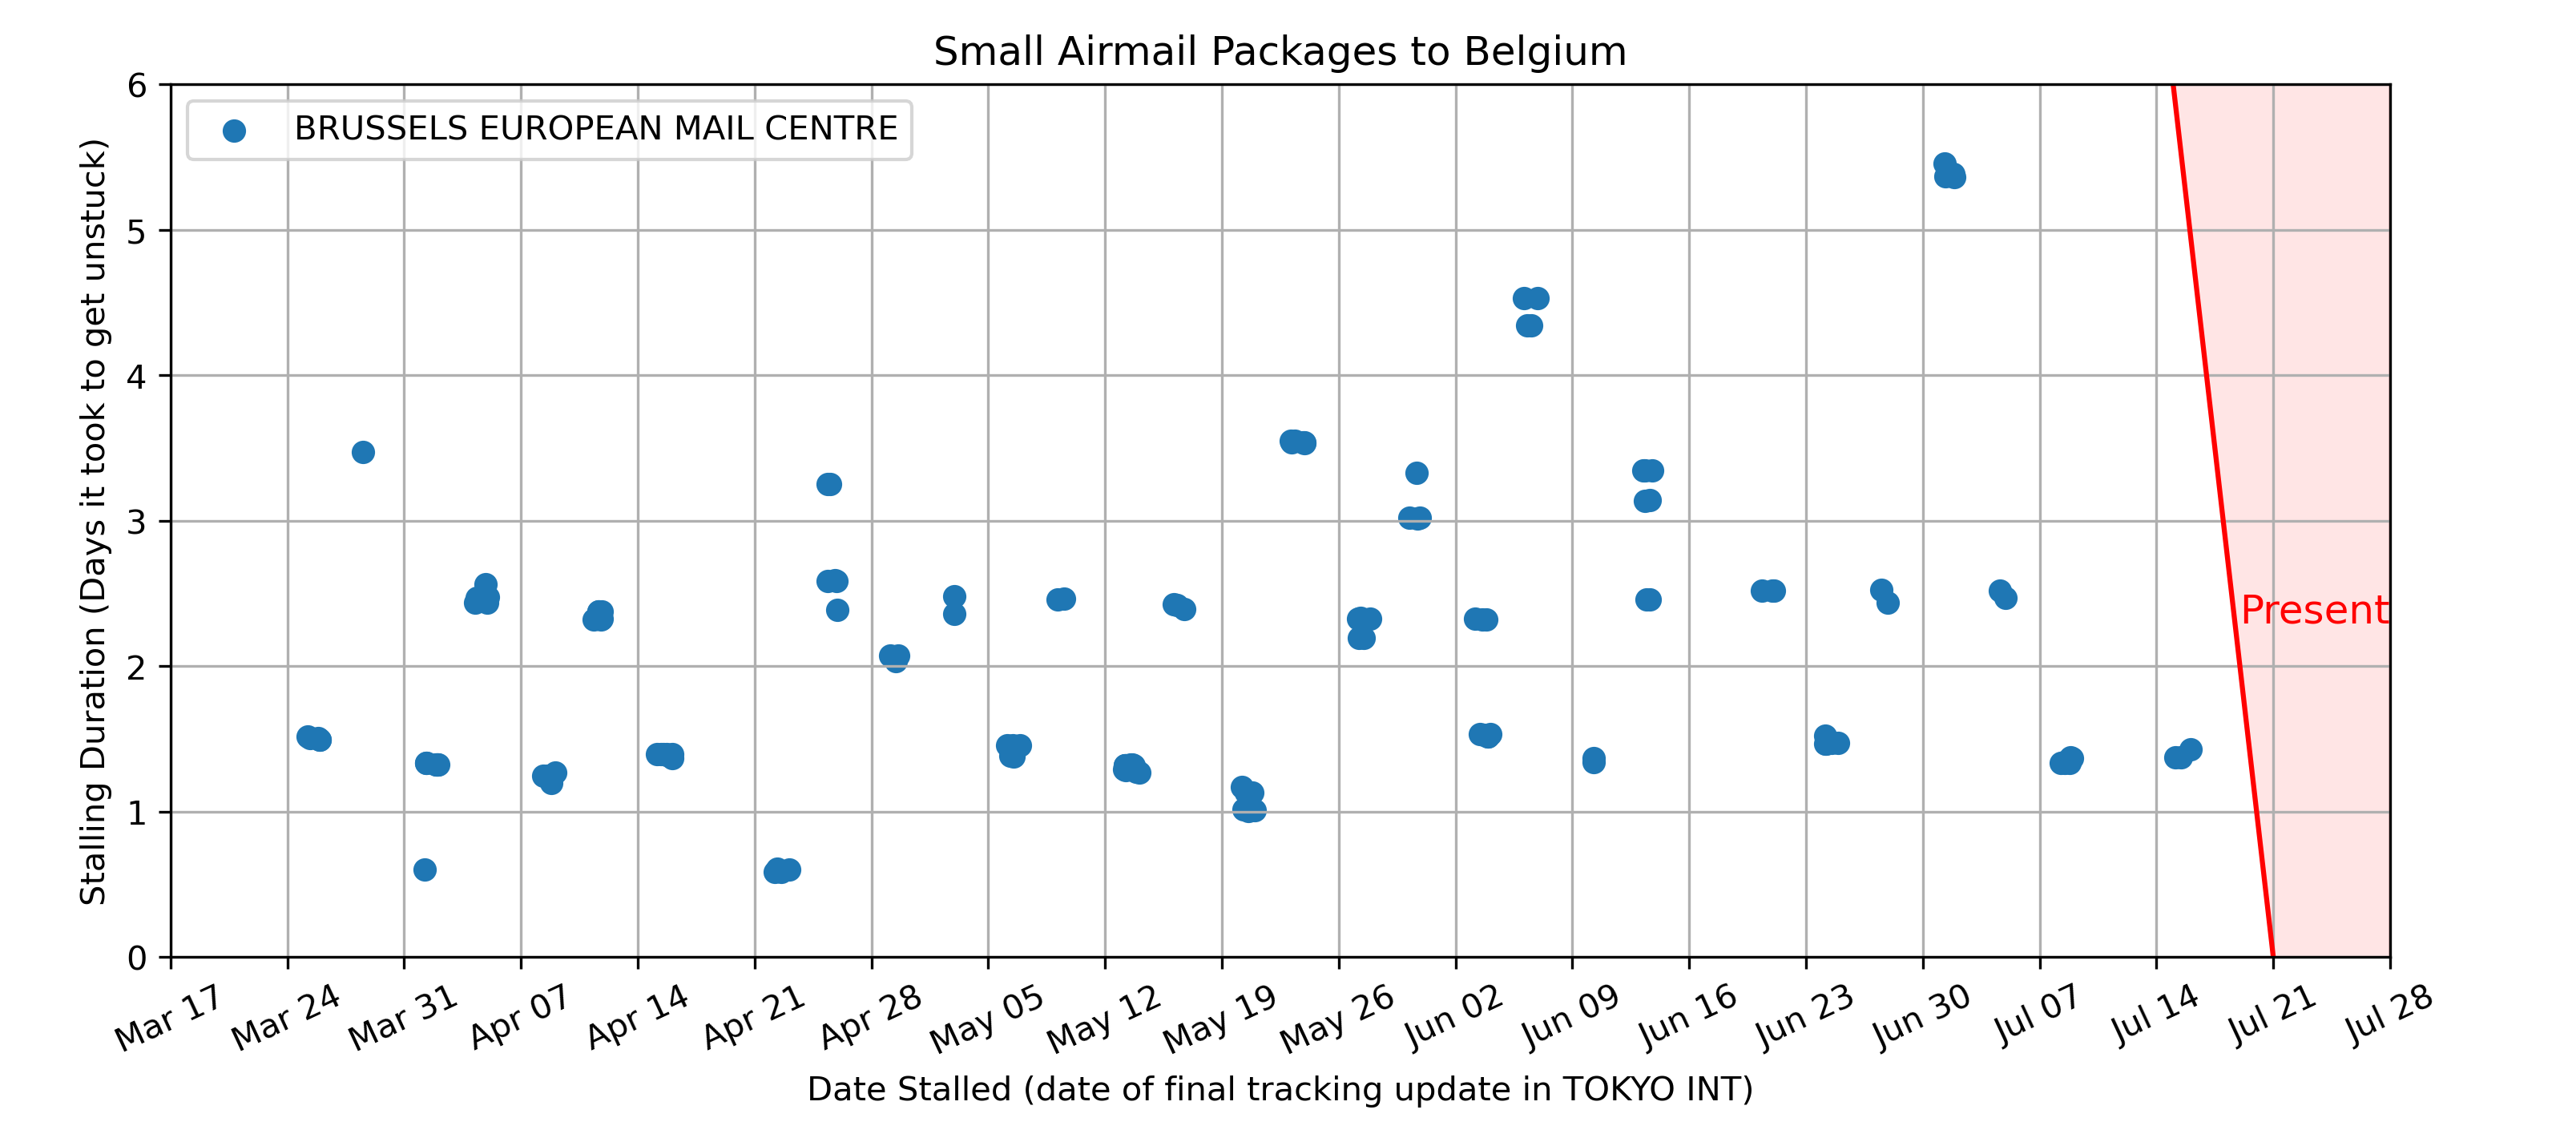 Small Airmail Packages to Belgium
BRUSSELS EUROPEAN MAIL CENTRE
Stalling Duration (Days it took to get unstuck)
6
5
4
3
2
1
0
Present
Mar 17
Mar 24
Mar 31
Apr 07
Apr 14
Apr 21
Apr 28
May 05
May 12
May 19
May 26
Jun 02
Jun 09
Jun 16
Jun 23
Jun 30
Jul 07
Jul 14
Jul 21
Jul 28
Date Stalled (date of final tracking update in TOKYO INT)